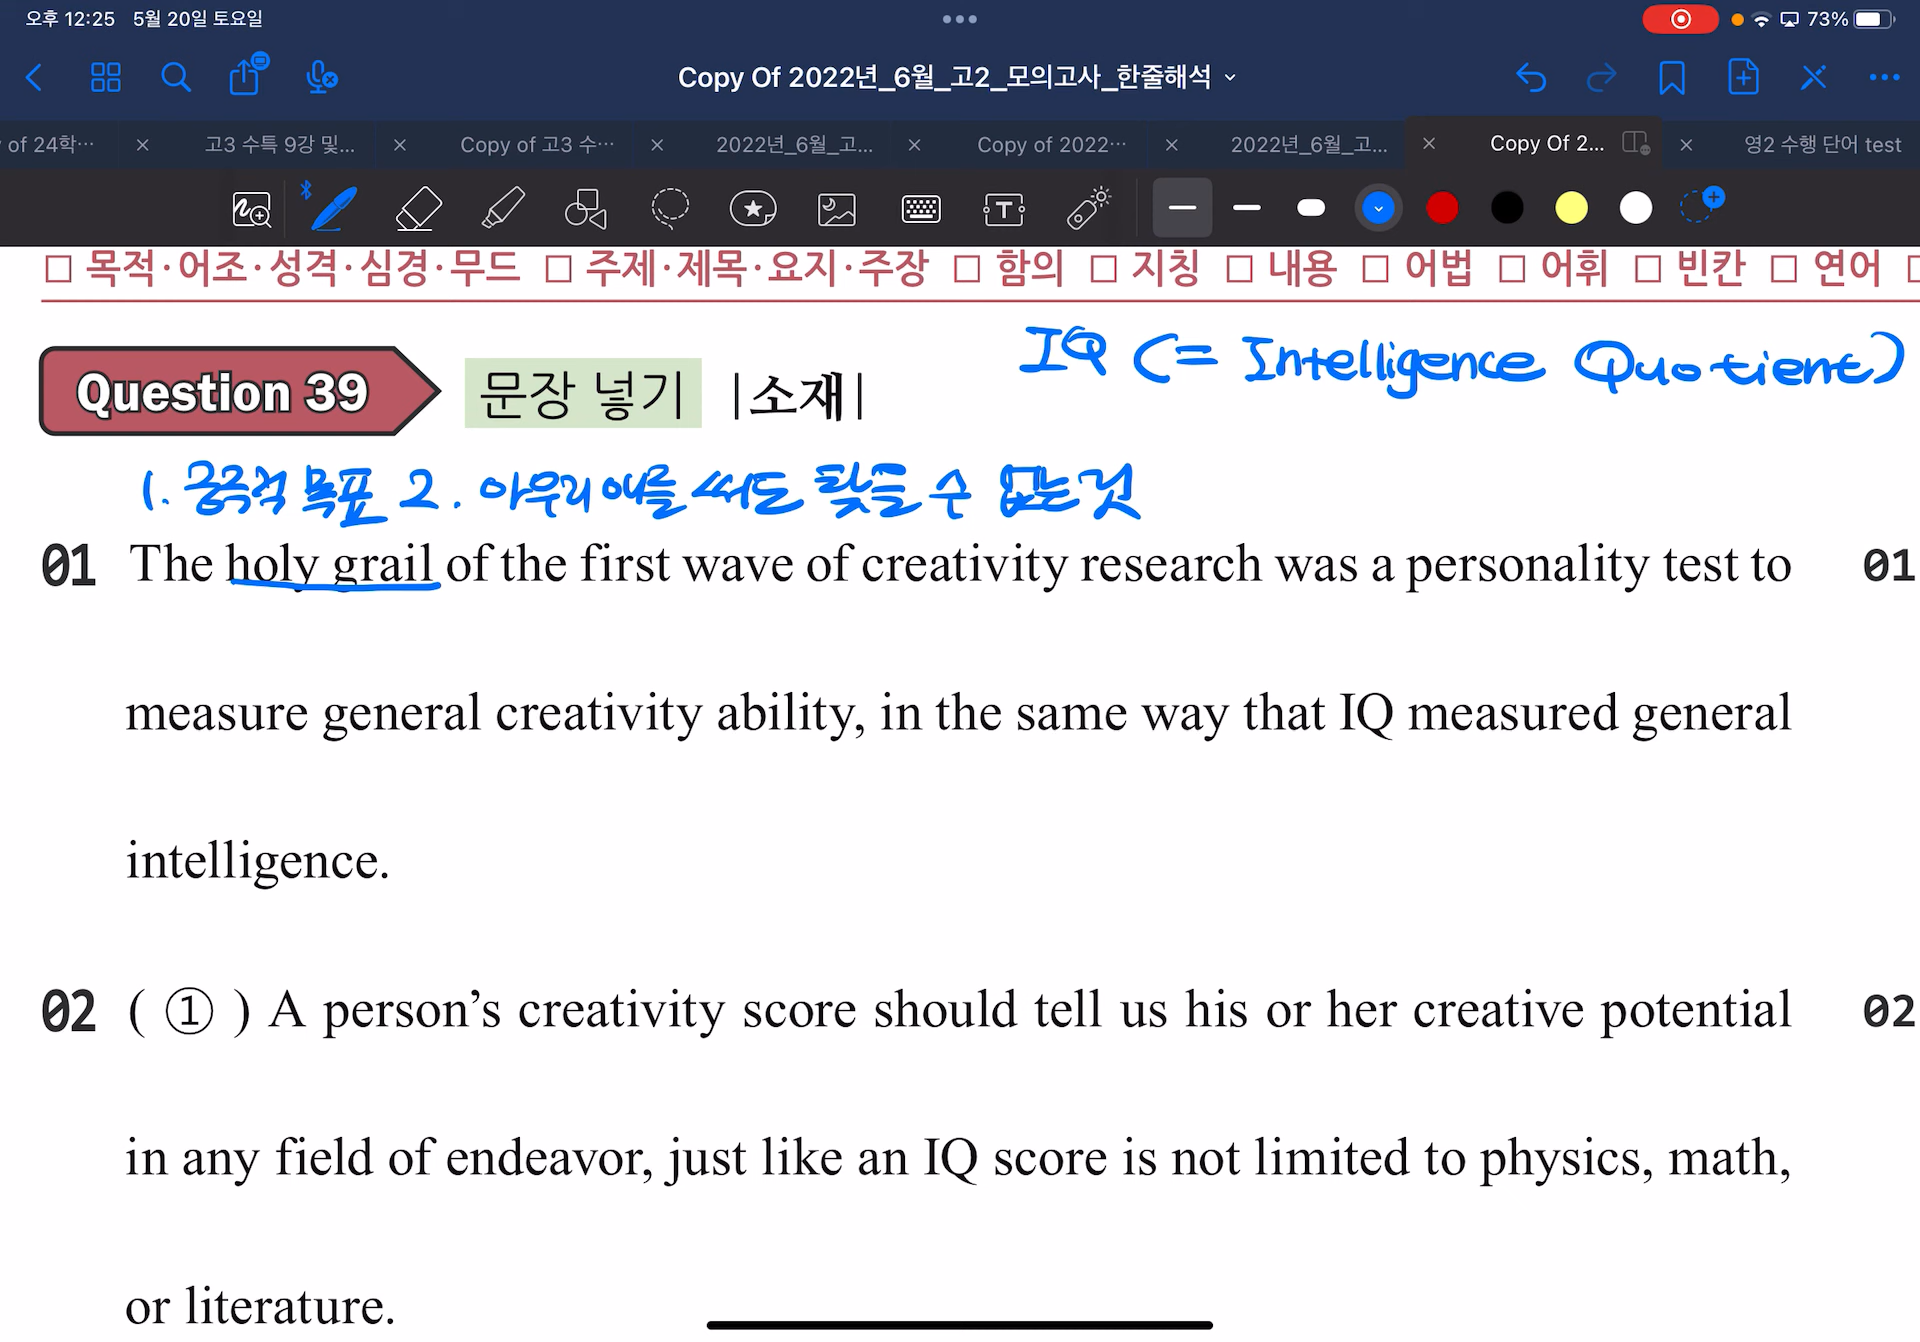 오후 12:25 5월 20일 토요일
73%
Copy Of 2022년_6월_고2_모의고사_한줄해석
of 24학… 고3 수특 9강 및... Copy of 고3 수… 2022년_6월_고... Copy of 2022… 2022년_6월_고... Copy Of 2... 영2 수행 단어 test
□ 목적·어조·성격·심경·무드 □ 주제·제목·요지·주장 □ 함의 □ 지칭 □ 내용 □ 어법 □ 어휘 □ 빈칸 □ 연어
IQ (= Intelligence Quotient)
Question 39 문장 넣기 |소재|
1. 궁극적 목표 2. 아무리 애를 써도 찾을 수 없는 것
01 The holy grail of the first wave of creativity research was a personality test to 01
measure general creativity ability, in the same way that IQ measured general
intelligence.
02 ( ① ) A person's creativity score should tell us his or her creative potential 02
in any field of endeavor, just like an IQ score is not limited to physics, math,
or literature.